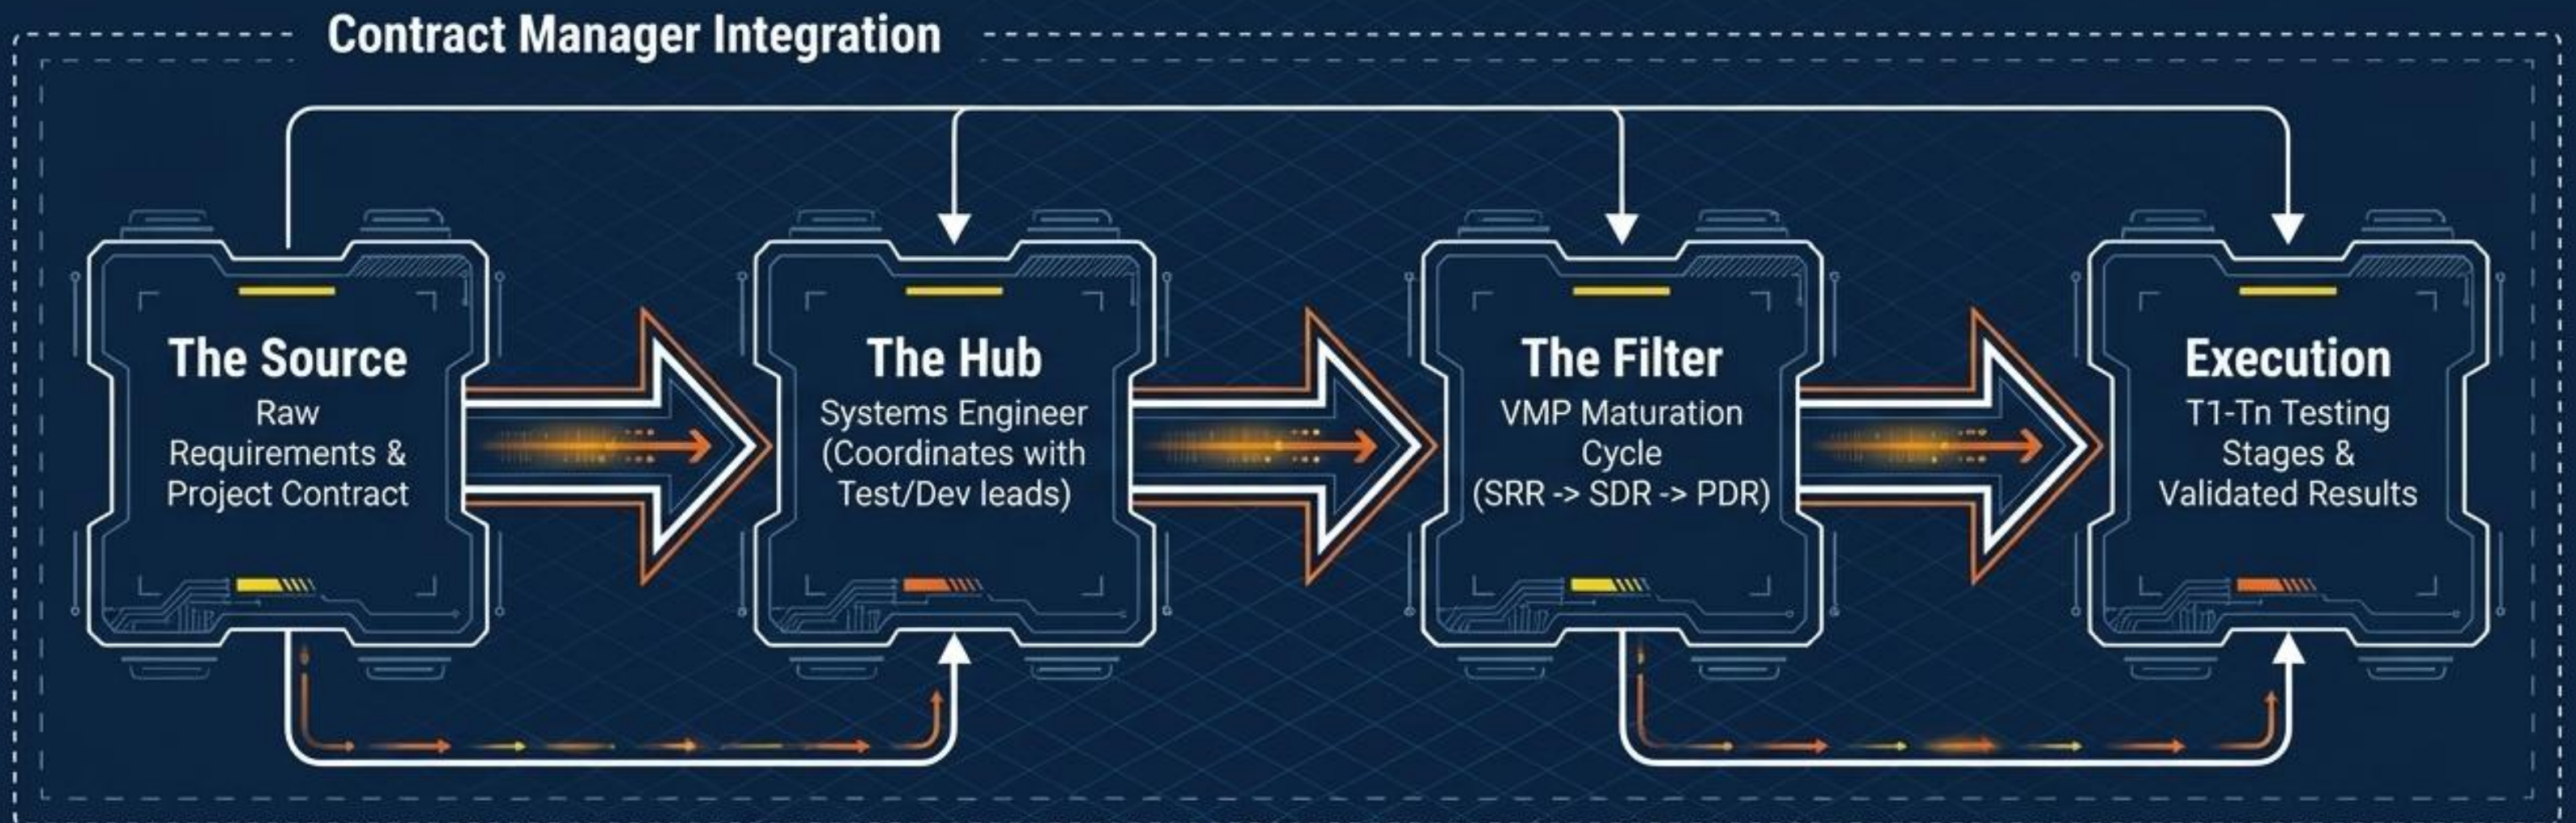 Contract Manager Integration
The Source
Raw
Requirements &
Project Contract
The Hub
Systems Engineer
(Coordinates with
Test/Dev leads)
The Filter
VMP Maturation
Cycle
(SRR -> SDR -> PDR)
Execution
T1-Tn Testing
Stages &
Validated Results